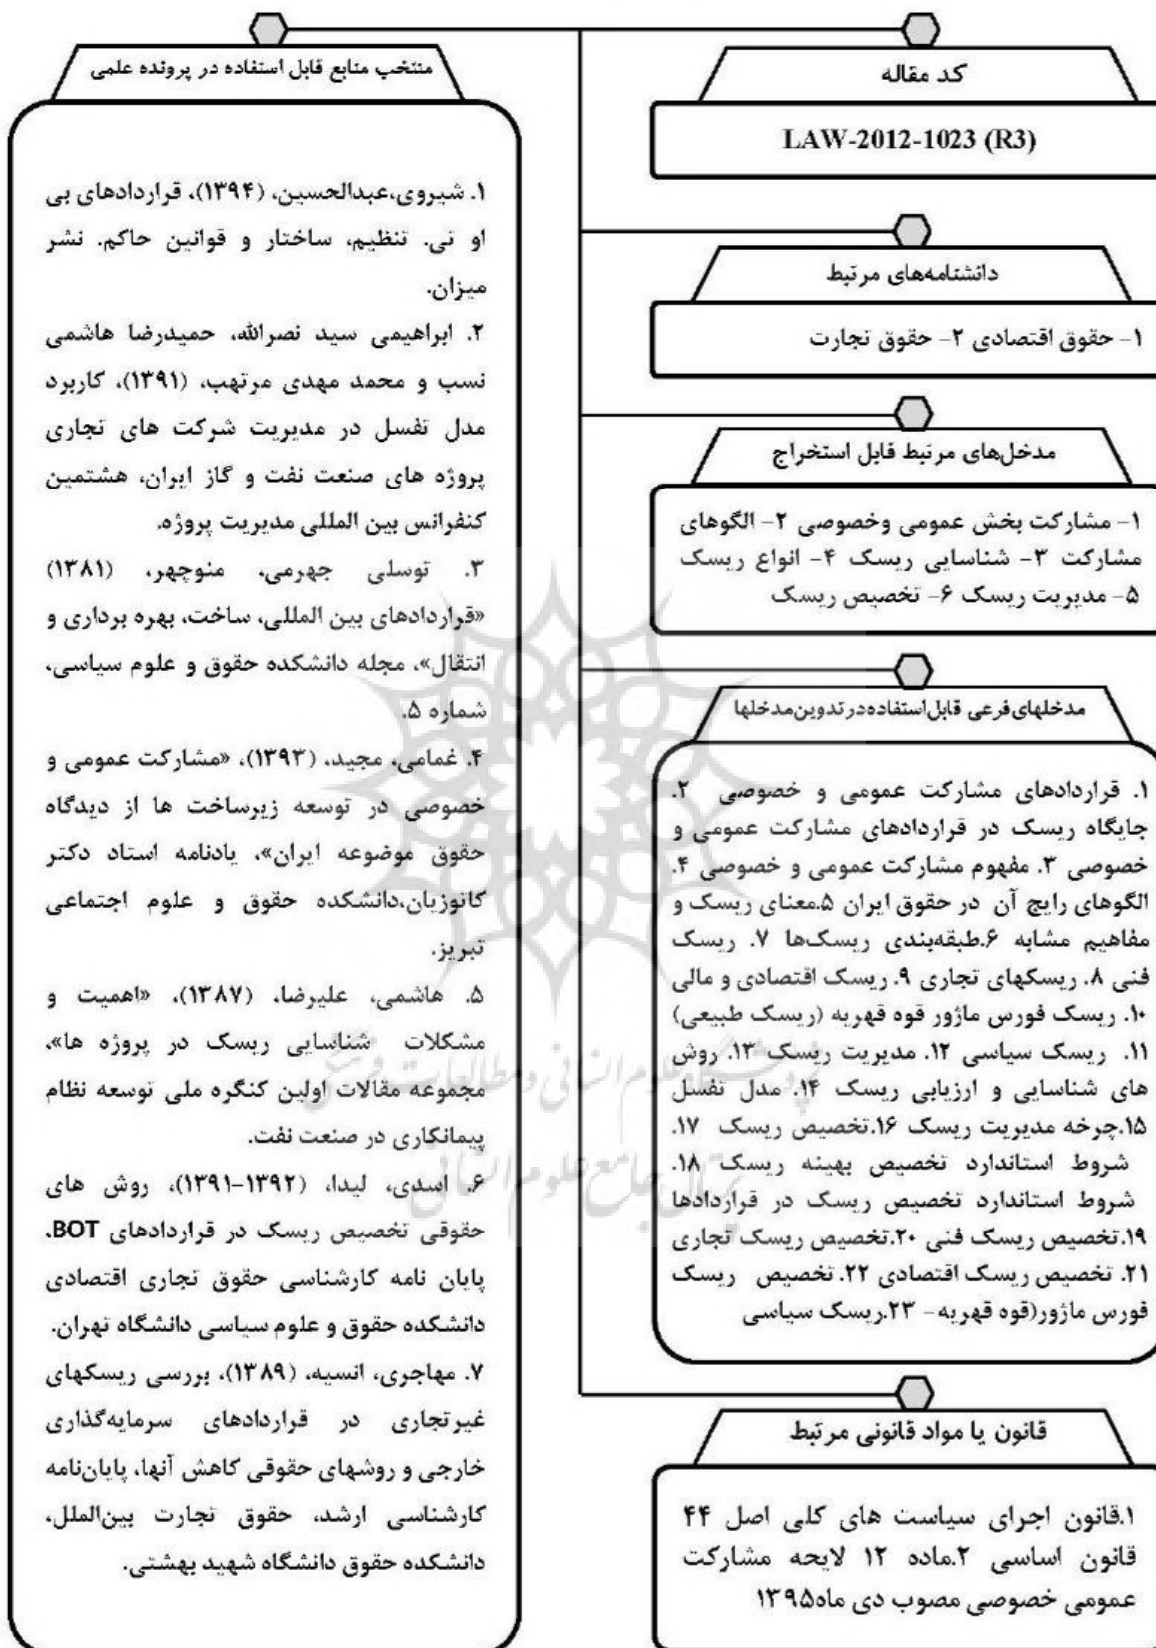 کد مقاله
LAW-2012-1023 (R3)
دانشنامه‌های مرتبط
۱- حقوق اقتصادی ۲- حقوق تجارت
مدخل‌های مرتبط قابل استخراج
۱- مشارکت بخش عمومی وخصوصی ۲- الگوهای
مشارکت ۳- شناسایی ریسک ۴- انواع ریسک
۵- مدیریت ریسک ۶- تخصیص ریسک
مدخلهای فرعی قابل استفاده در تدوین مدخلها
۱. قراردادهای مشارکت عمومی و خصوصی ۲.
جایگاه ریسک در قراردادهای مشارکت عمومی و
خصوصی ۳. مفهوم مشارکت عمومی و خصوصی ۴.
الگوهای رایج آن در حقوق ایران ۵.معنای ریسک و
مفاهیم مشابه ۶.طبقه‌بندی ریسک‌ها ۷. ریسک
فنی ۸. ریسکهای تجاری ۹. ریسک اقتصادی و مالی
۱۰. ریسک فورس ماژور قوه قهریه (ریسک طبیعی)
۱۱. ریسک سیاسی ۱۲. مدیریت ریسک ۱۳. روش
های شناسایی و ارزیابی ریسک ۱۴. مدل تفسل
۱۵.چرخه مدیریت ریسک ۱۶.تخصیص ریسک ۱۷.
شروط استاندارد تخصیص بهینه ریسک ۱۸.
شروط استاندارد تخصیص ریسک در قراردادها
۱۹.تخصیص ریسک فنی ۲۰.تخصیص ریسک تجاری
۲۱. تخصیص ریسک اقتصادی ۲۲. تخصیص ریسک
فورس ماژور(قوه قهریه- ۲۳.ریسک سیاسی
قانون یا مواد قانونی مرتبط
۱.قانون اجرای سیاست های کلی اصل ۴۴
قانون اساسی ۲.ماده ۱۲ لایحه مشارکت
عمومی خصوصی مصوب دی ماه۱۳۹۵
منتخب منابع قابل استفاده در پرونده علمی
۱. شیروی،عبدالحسین، (۱۳۹۴)، قراردادهای بی
او تی. تنظیم، ساختار و قوانین حاکم. نشر
میزان.
۲. ابراهیمی سید نصرالله، حمیدرضا هاشمی
نسب و محمد مهدی مرتهب، (۱۳۹۱)، کاربرد
مدل تفسل در مدیریت شرکت های تجاری
پروژه های صنعت نفت و گاز ایران، هشتمین
کنفرانس بین المللی مدیریت پروژه.
۳. توسلی جهرمی، منوچهر، (۱۳۸۱)
«قراردادهای بین المللی، ساخت، بهره برداری و
انتقال»، مجله دانشکده حقوق و علوم سیاسی،
شماره ۵.
۴. غمامی، مجید، (۱۳۹۳)، «مشارکت عمومی و
خصوصی در توسعه زیرساخت ها از دیدگاه
حقوق موضوعه ایران»، یادنامه استاد دکتر
کاتوزیان،دانشکده حقوق و علوم اجتماعی
تبریز.
۵. هاشمی، علیرضا، (۱۳۸۷)، «اهمیت و
مشکلات شناسایی ریسک در پروژه ها»،
مجموعه مقالات اولین کنگره ملی توسعه نظام
پیمانکاری در صنعت نفت.
۶. اسدی، لیدا، (۱۳۹۲-۱۳۹۱)، روش های
حقوقی تخصیص ریسک در قراردادهای BOT،
پایان نامه کارشناسی حقوق تجاری اقتصادی
دانشکده حقوق و علوم سیاسی دانشگاه تهران.
۷. مهاجری، انسیه، (۱۳۸۹)، بررسی ریسکهای
غیرتجاری در قراردادهای سرمایه‌گذاری
خارجی و روشهای حقوقی کاهش آنها، پایان‌نامه
کارشناسی ارشد، حقوق تجارت بین‌الملل،
دانشکده حقوق دانشگاه شهید بهشتی.
پژوهشگاه علوم انسانی و مطالعات فرهنگی
پرتال جامع علوم انسانی